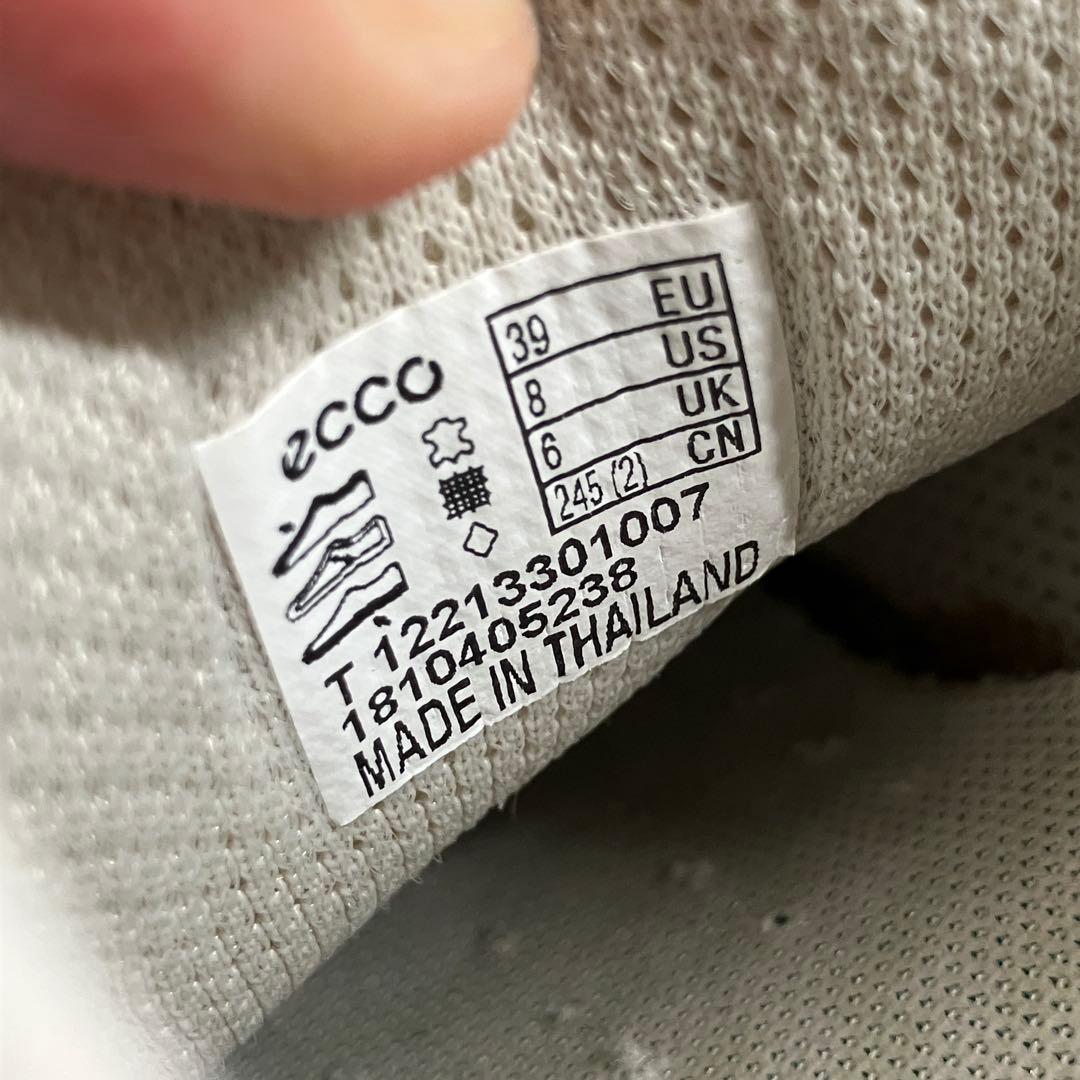 ecco
39 EU
8 US
6 UK
245 (2) CN
T 12213301007
1810405238
MADE IN THAILAND